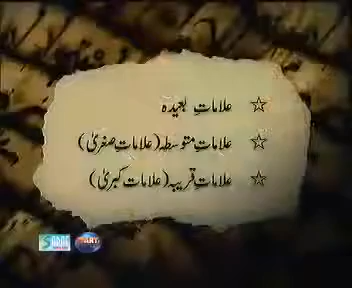 ☆ علاماتِ بعیدہ
☆ علاماتِ متوسطہ (علاماتِ صغریٰ)
☆ علاماتِ قریبہ (علاماتِ کبریٰ)